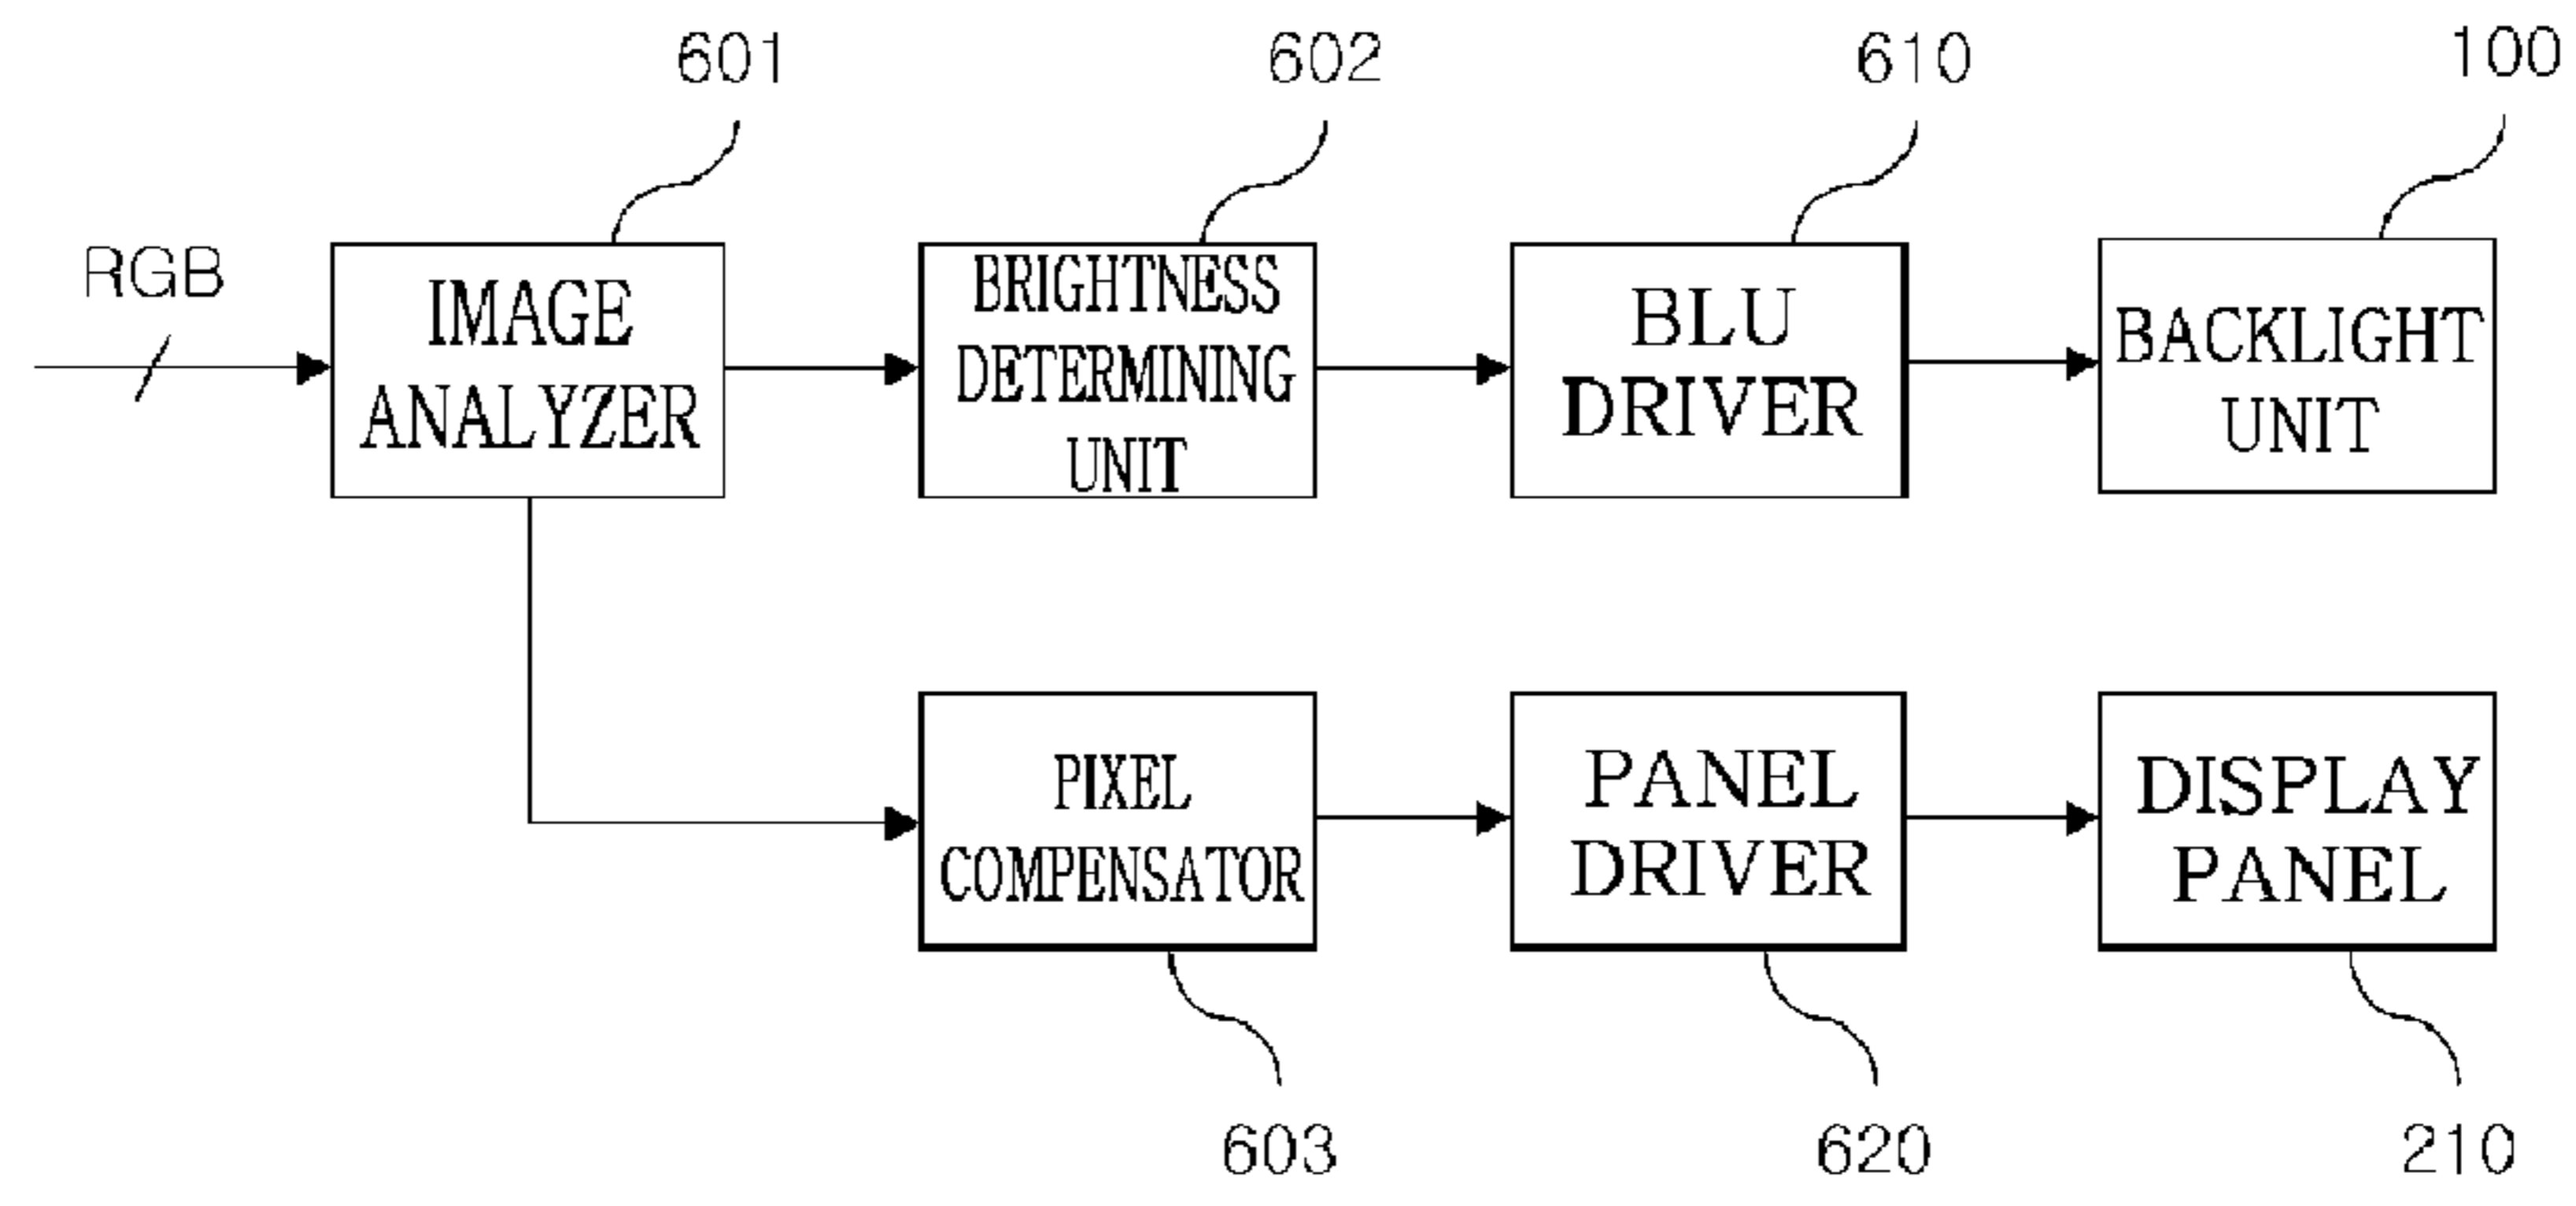 601
602
610
100
RGB
IMAGE
ANALYZER
BRIGHTNESS
DETERMINING
UNIT
BLU
DRIVER
BACKLIGHT
UNIT
PIXEL
COMPENSATOR
PANEL
DRIVER
DISPLAY
PANEL
603
620
210